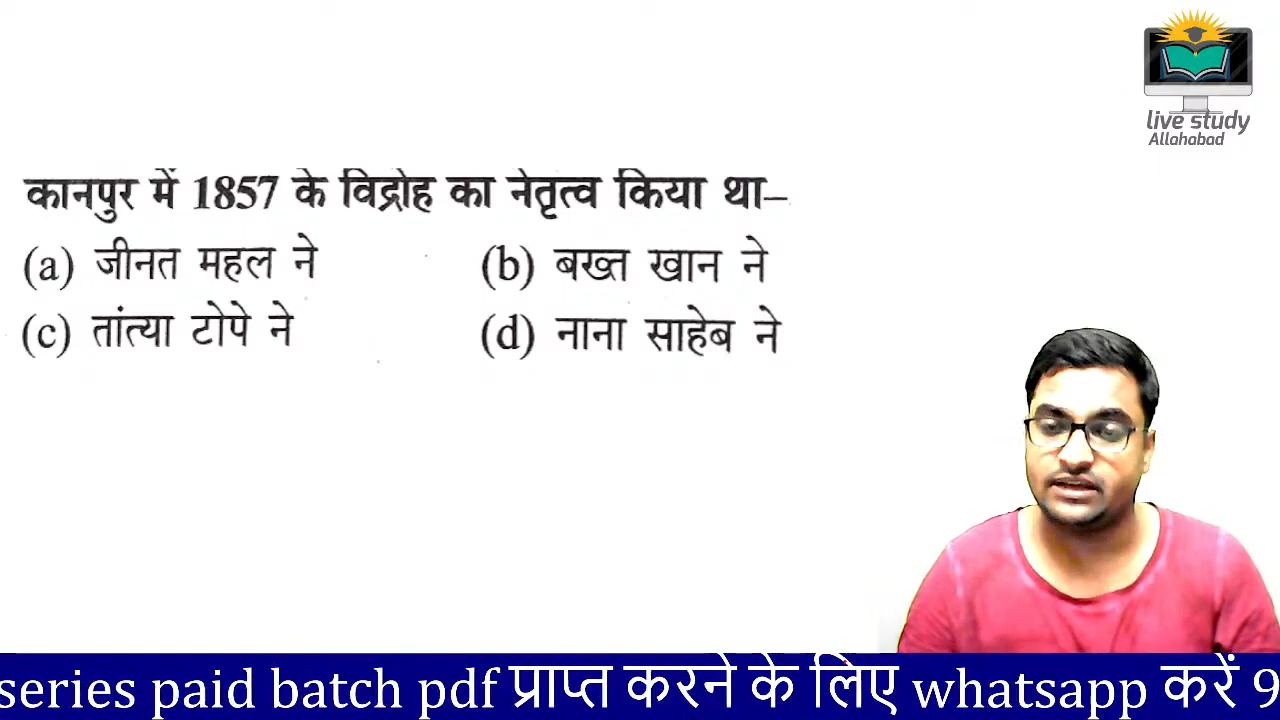 live study
Allahabad
कानपुर में 1857 के विद्रोह का नेतृत्व किया था–
(a) जीनत महल ने (b) बख्त खान ने
(c) तांत्या टोपे ने (d) नाना साहेब ने
series paid batch pdf प्राप्त करने के लिए whatsapp करें 9